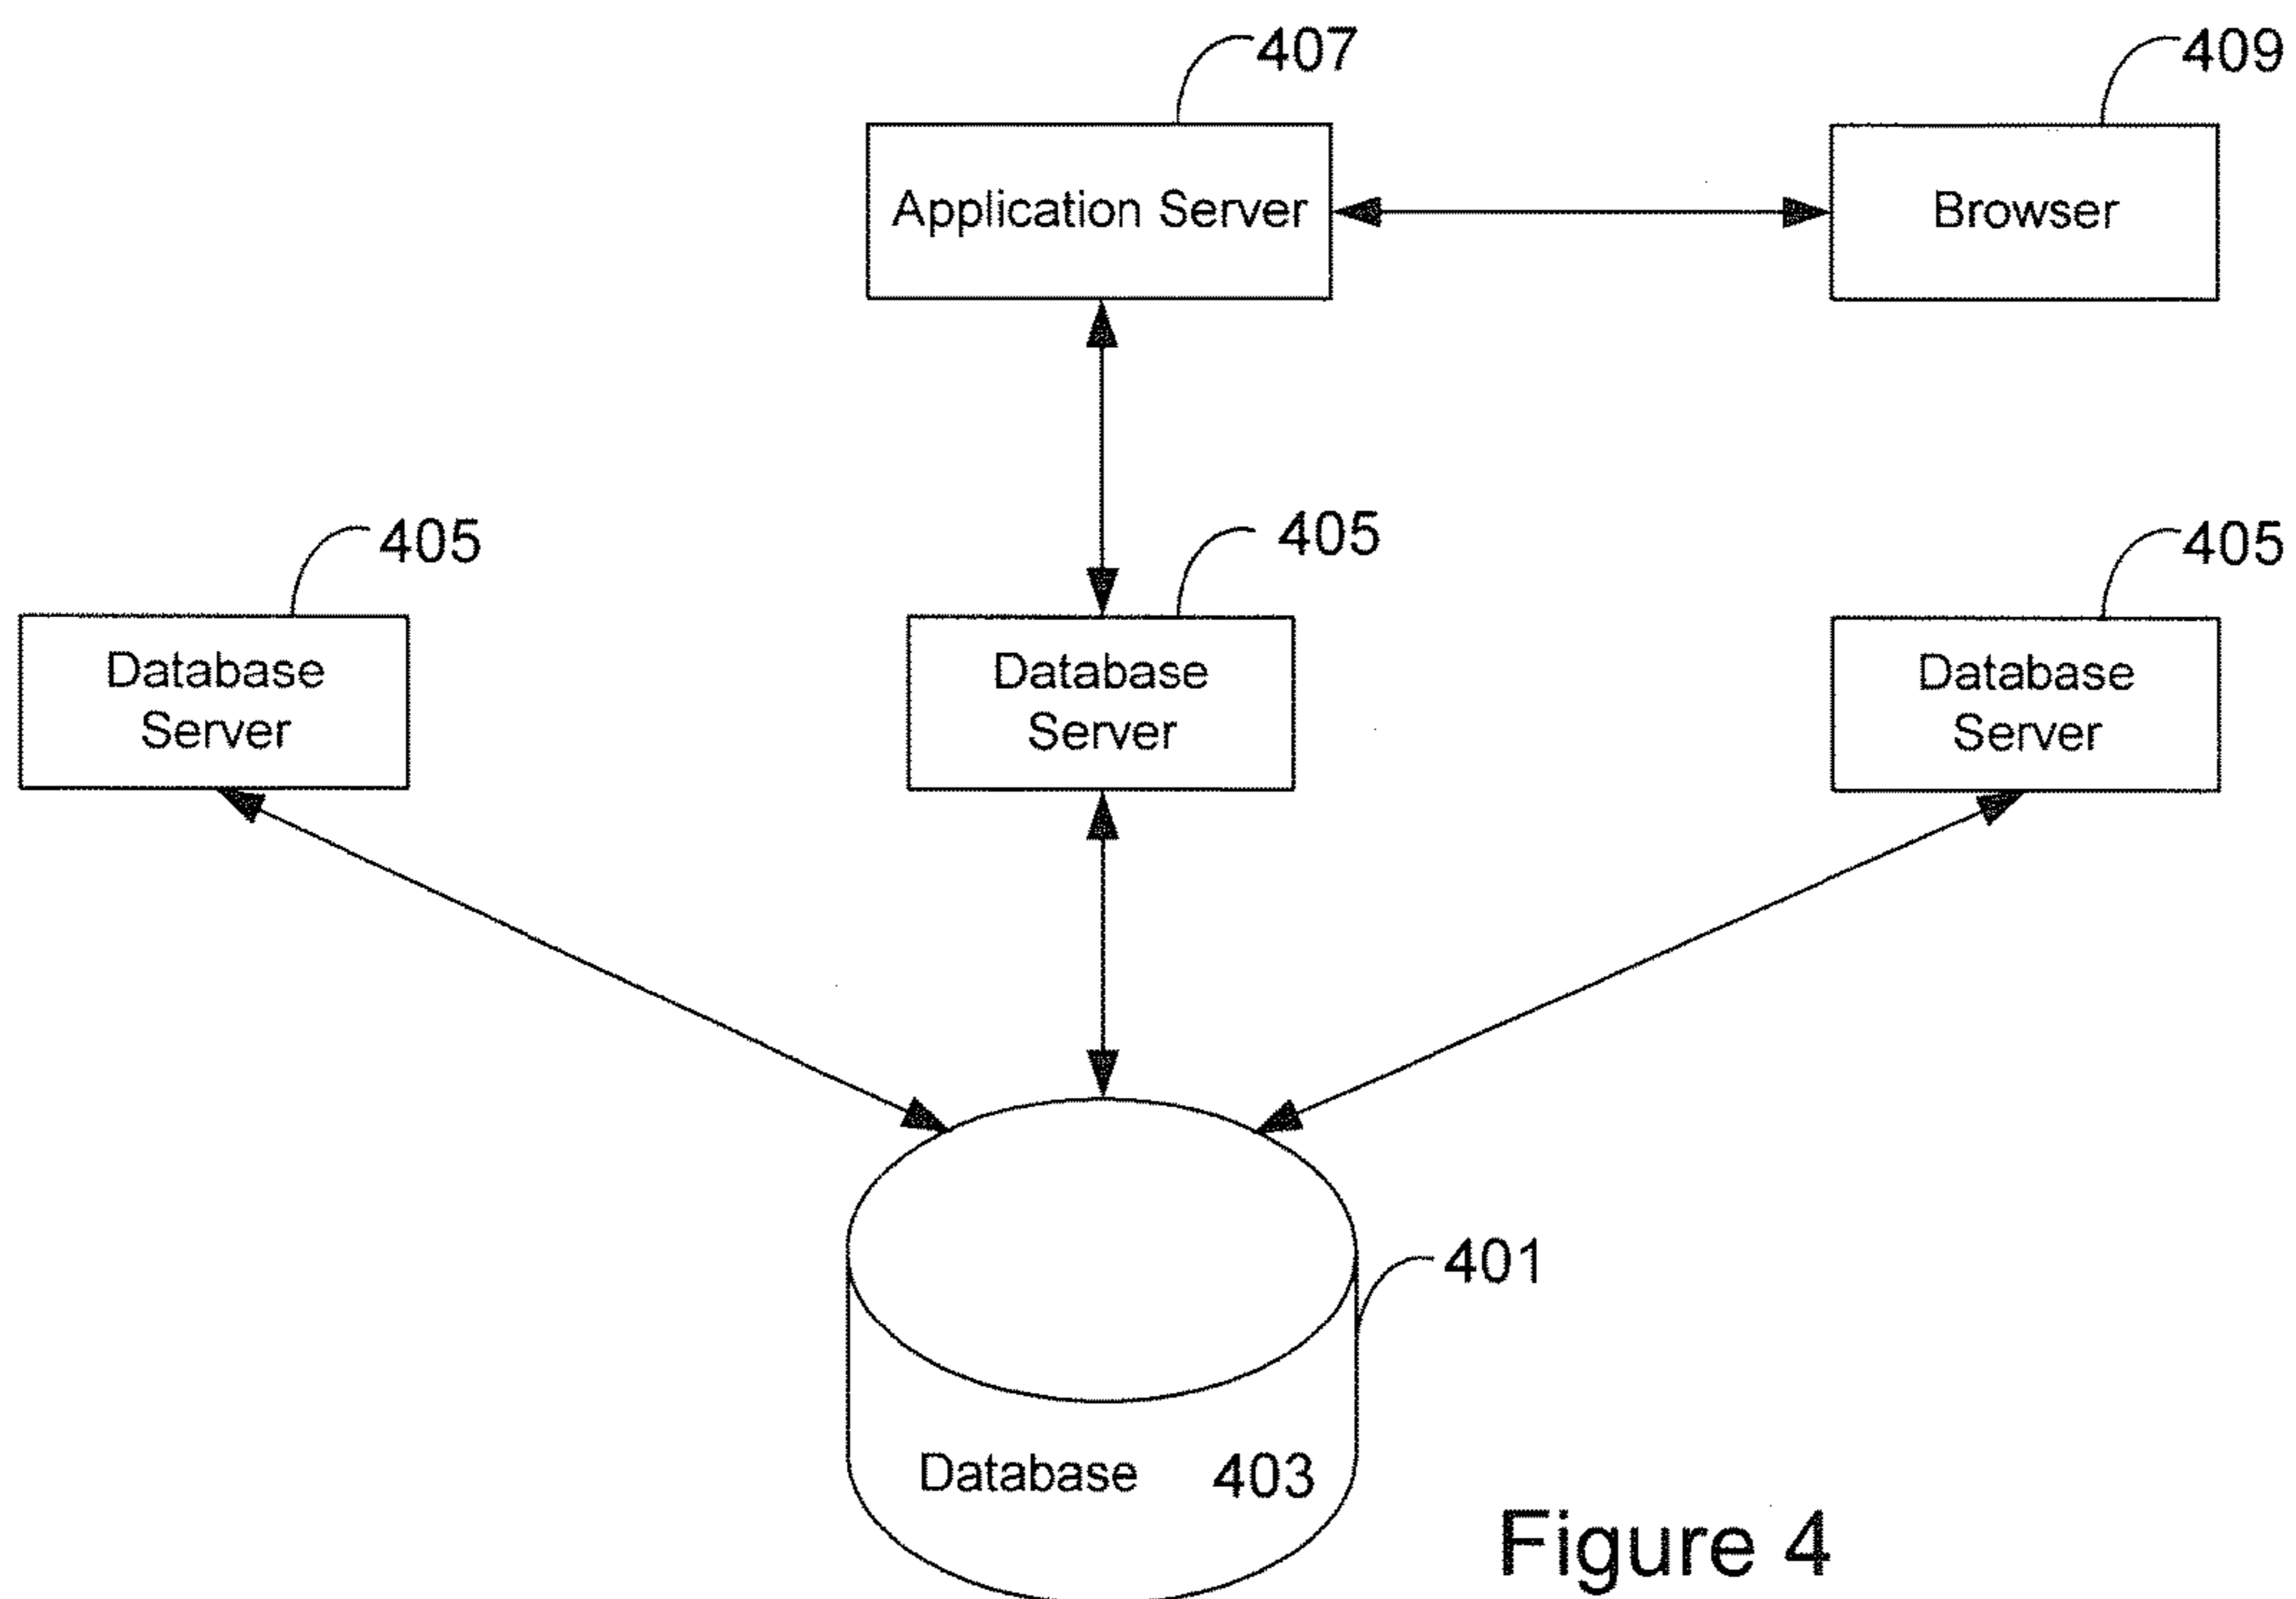 407
409
Application Server
Browser
405
405
405
Database
Server
Database
Server
Database
Server
401
Database 403
Figure 4